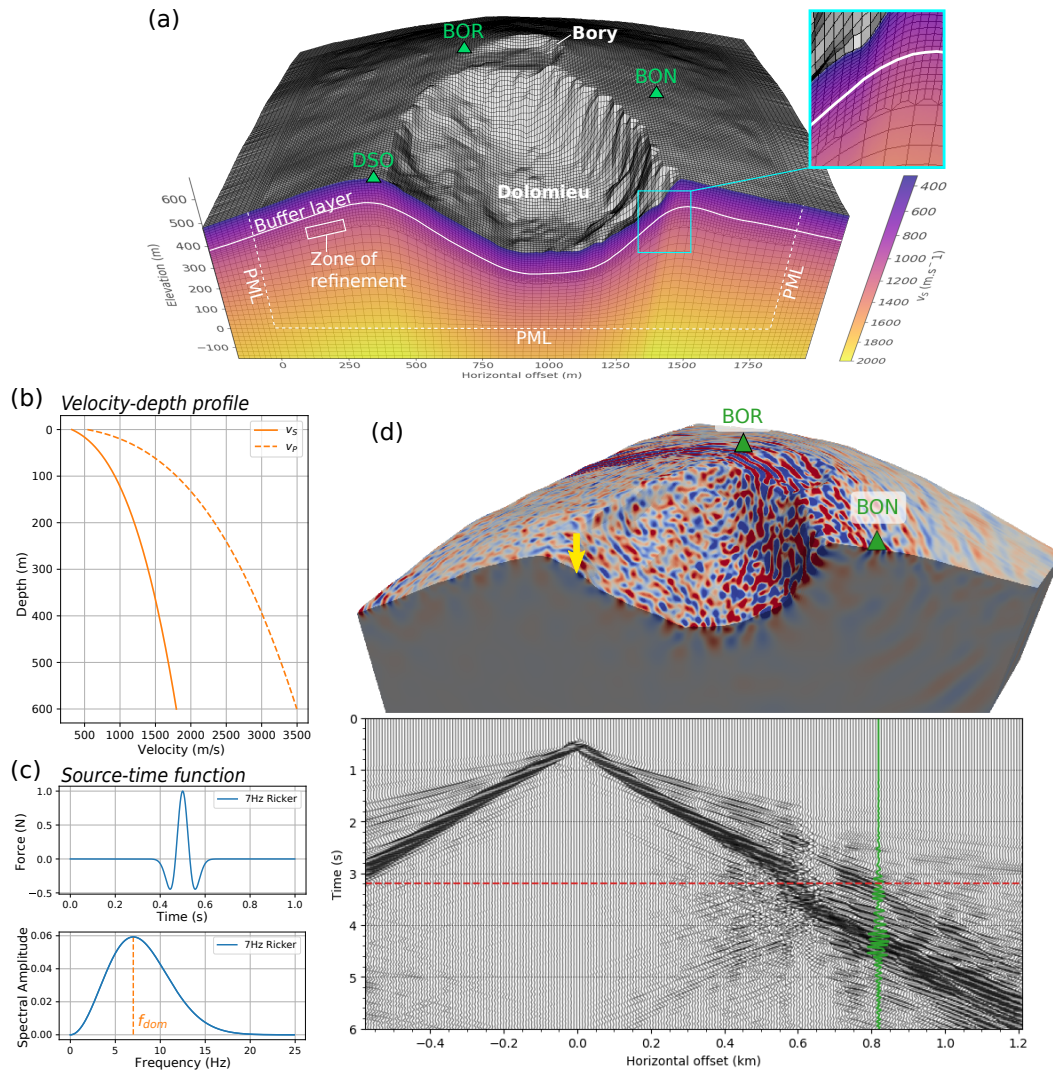 (a)
BOR
Bory
BON
DSO
Dolomieu
Buffer layer
Zone of
refinement
PML
PML
PML
600
500
400
300
200
100
0
−100
Elevation (m)
0
250
500
750
1000
1250
1500
1750
Horizontal offset (m)
400
600
800
1000
1200
1400
1600
1800
2000
v_S (m.s⁻1)
(b)
Velocity-depth profile
v_S
v_P
0
100
200
300
400
500
600
Depth (m)
500 1000 1500 2000 2500 3000 3500
Velocity (m/s)
(c)
Source-time function
7Hz Ricker
1.0
0.5
0.0
−0.5
Force (N)
0.0 0.2 0.4 0.6 0.8 1.0
Time (s)
7Hz Ricker
0.06
0.04
0.02
0.00
Spectral Amplitude
f_dom
0 5 10 15 20 25
Frequency (Hz)
(d)
BOR
BON
0
1
2
3
4
5
6
Time (s)
−0.4 −0.2 0.0 0.2 0.4 0.6 0.8 1.0 1.2
Horizontal offset (km)